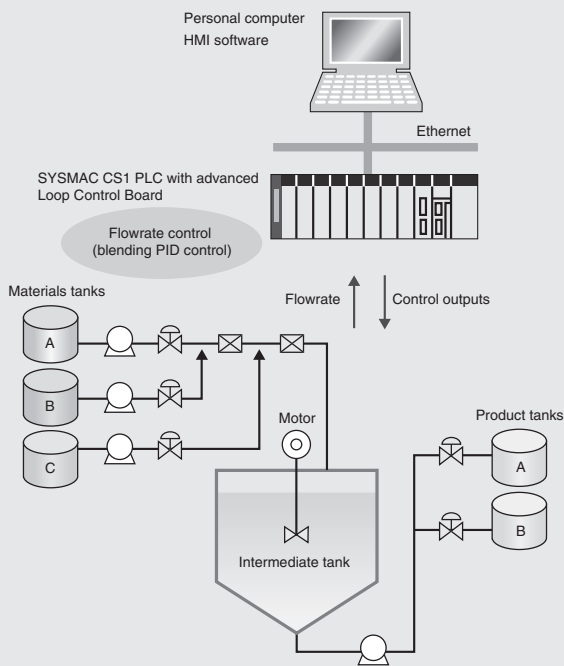 Personal computer
HMI software
Ethernet
SYSMAC CS1 PLC with advanced
Loop Control Board
Flowrate control
(blending PID control)
Flowrate
Control outputs
Materials tanks
A
B
C
Motor
Product tanks
A
B
Intermediate tank